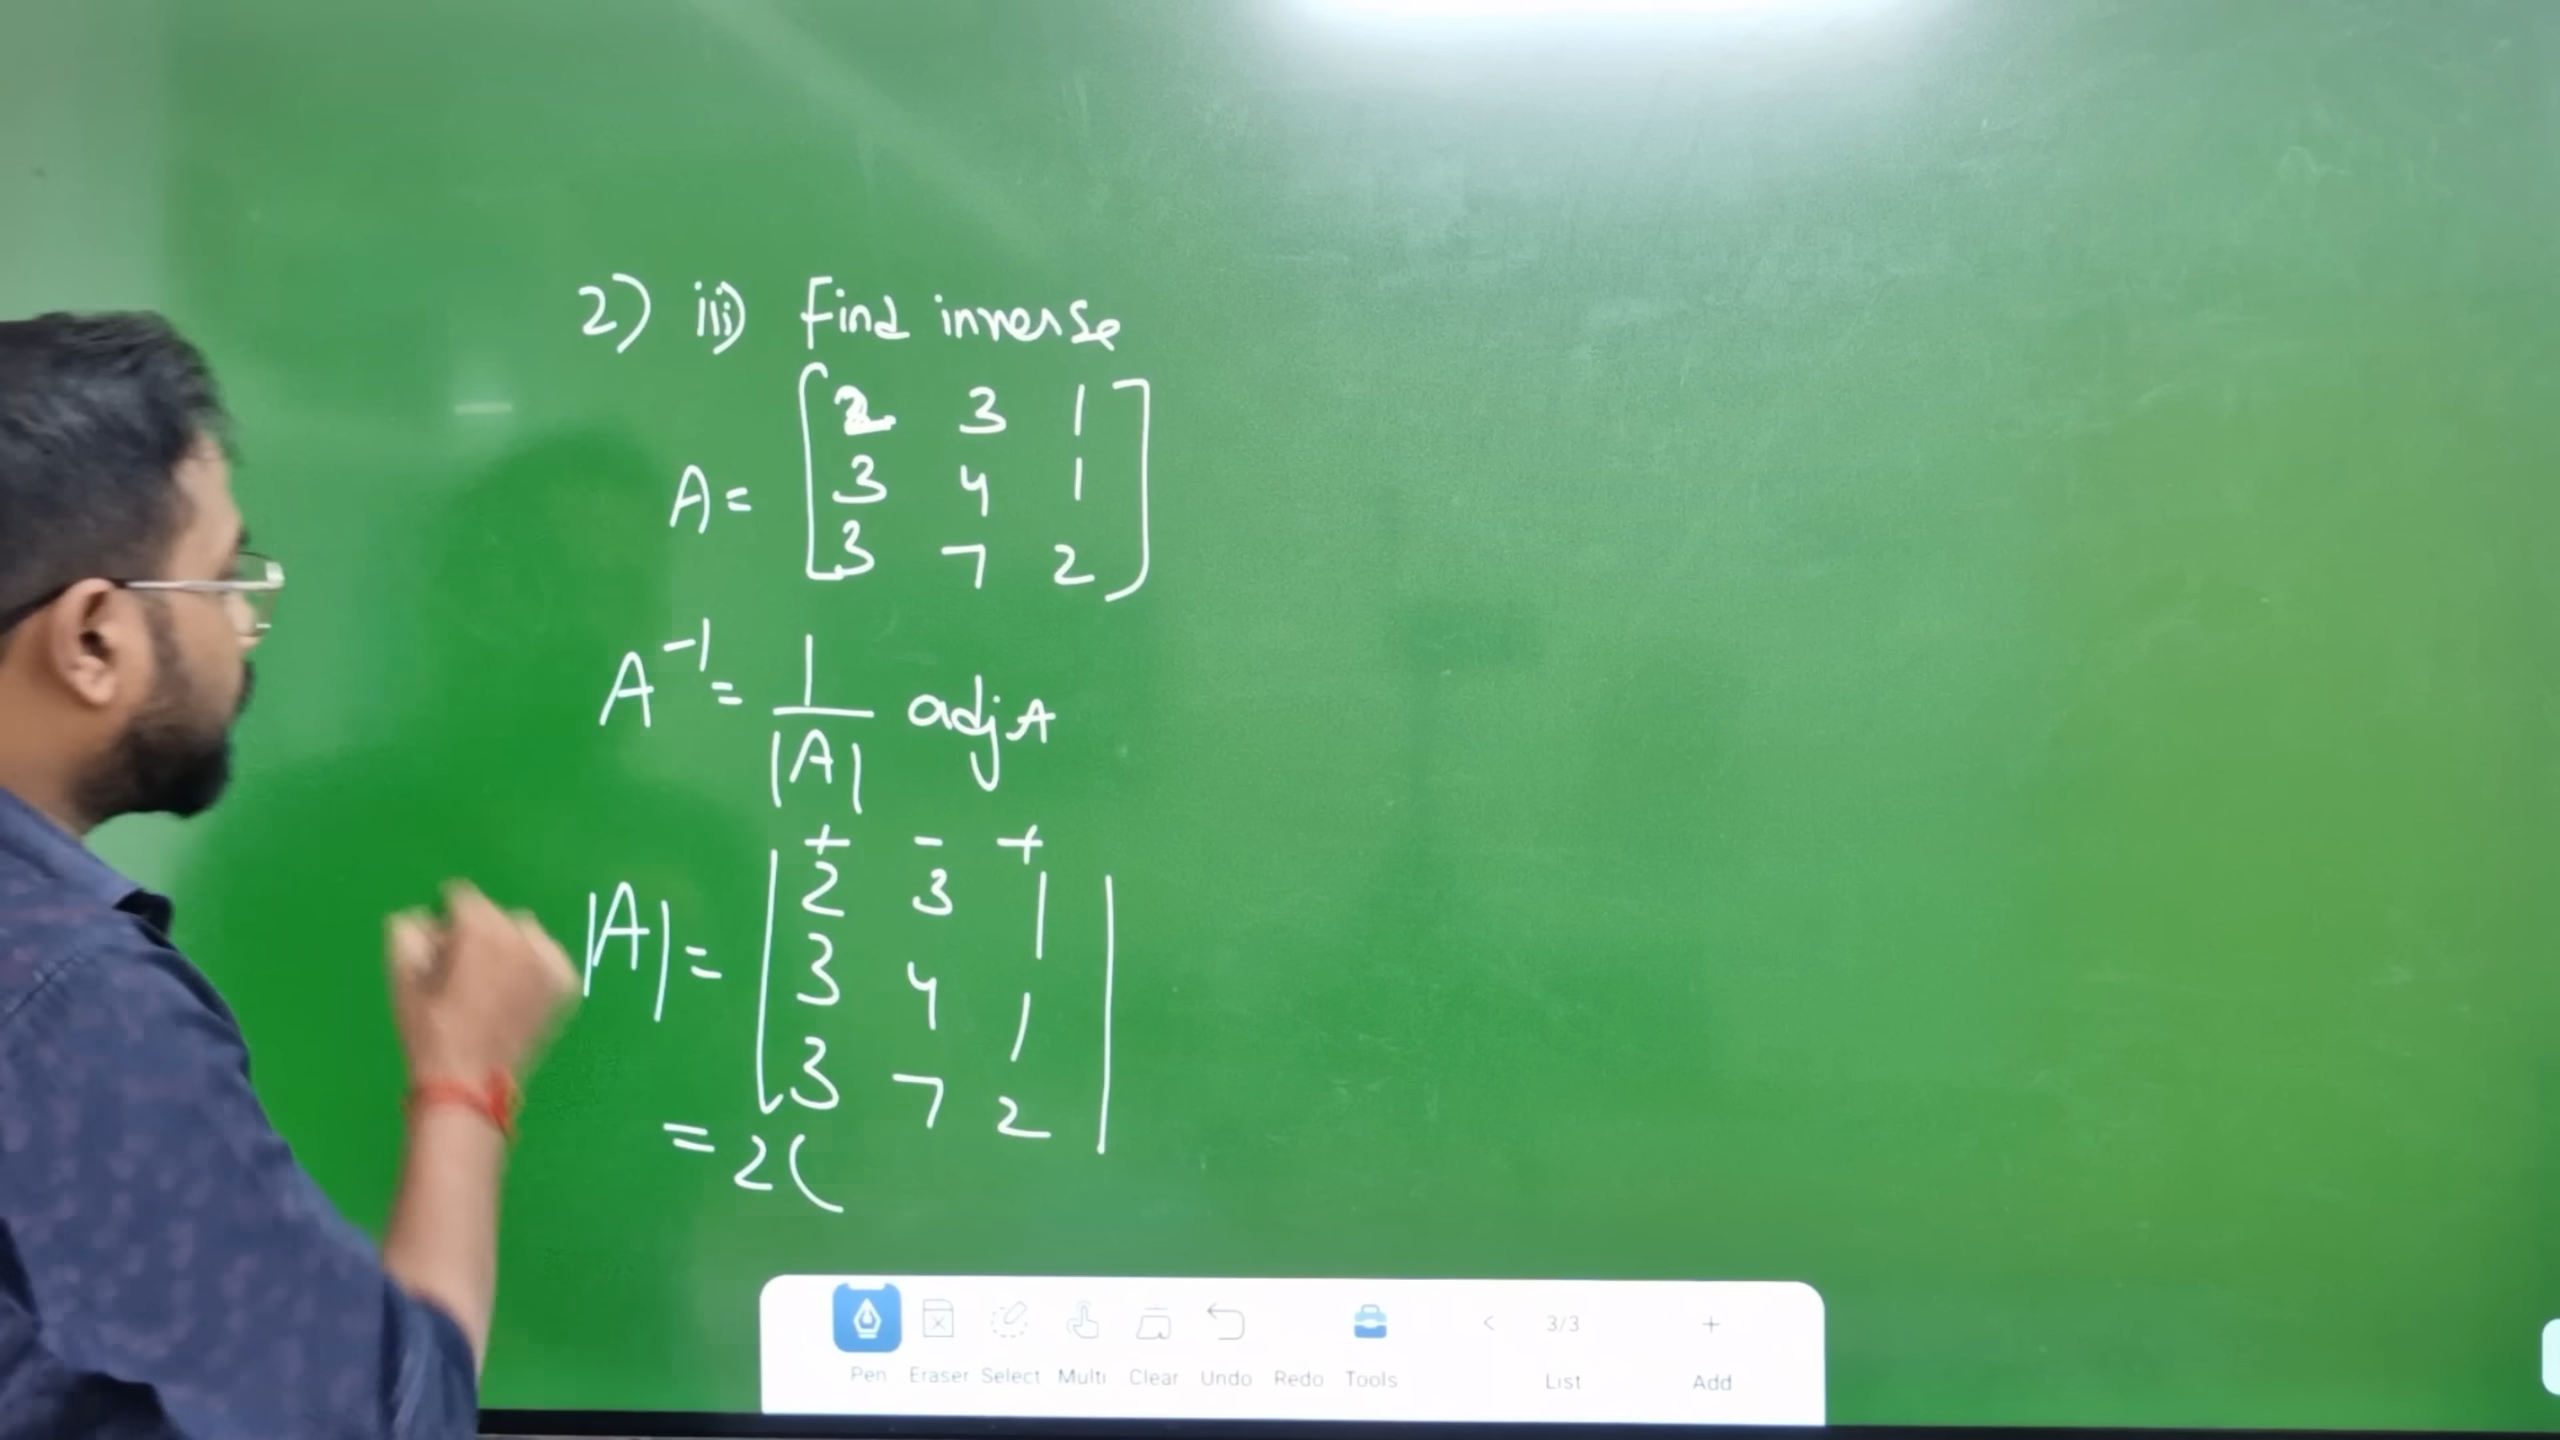 2) iii) Find inverse
2 3 1
A= 3 4 1
3 7 2
A⁻¹ = 1/|A| adjA
+ - +
2 3 1
|A| = 3 4 1
3 7 2
= 2(
Pen Eraser Select Multi Clear Undo Redo Tools < 3/3 List + Add